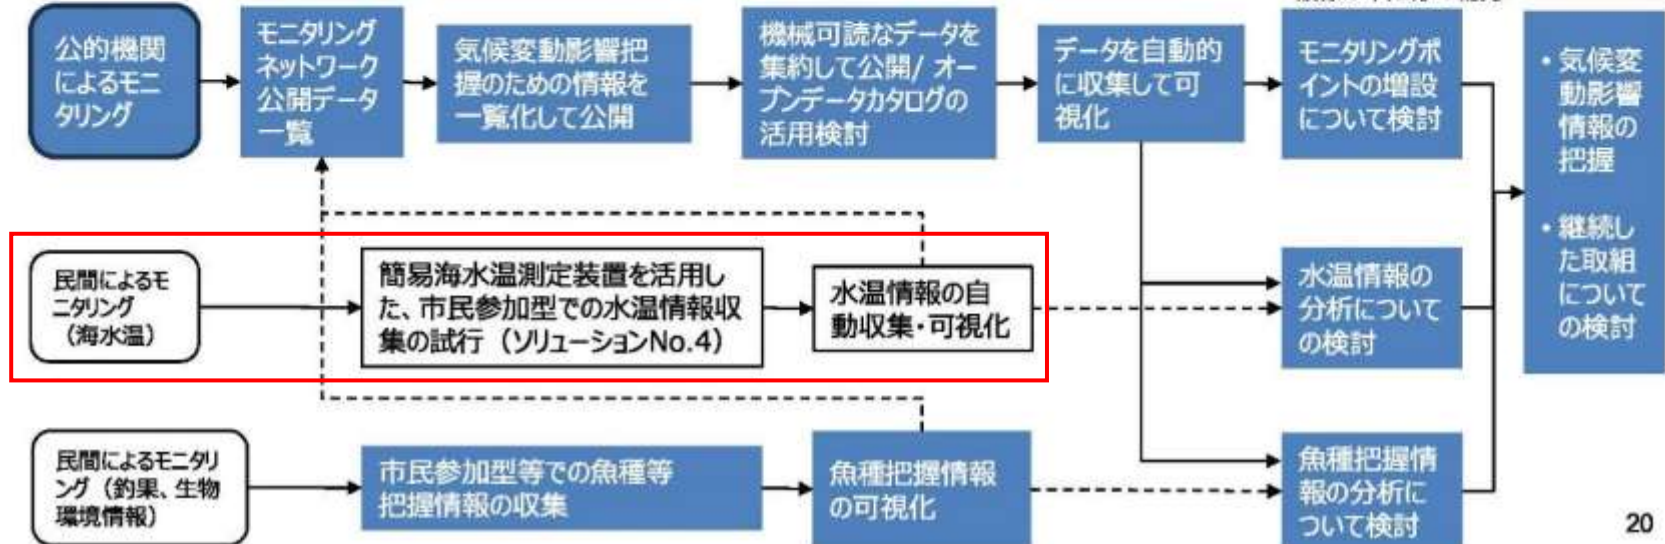 公的機関
によるモニ
タリング
モニタリング
ネットワーク
公開データ
一覧
気候変動影響把
握のための情報を
一覧化して公開
機械可読なデータを
集約して公開/ オー
プンデータカタログの
活用検討
データを自動的
に収集して可
視化
モニタリングポ
イントの増設
について検討
・気候変
動影響
情報の
把握
・継続し
た取組
について
の検討
民間によるモ
ニタリング
（海水温）
簡易海水温測定装置を活用し
た、市民参加型での水温情報収
集の試行（ソリューションNo.4）
水温情報の自
動収集・可視化
水温情報の
分析について
の検討
民間によるモニタリ
ング（釣果、生物
環境情報）
市民参加型等での魚種等
把握情報の収集
魚種把握情報
の可視化
魚種把握情
報の分析に
ついて検討
20